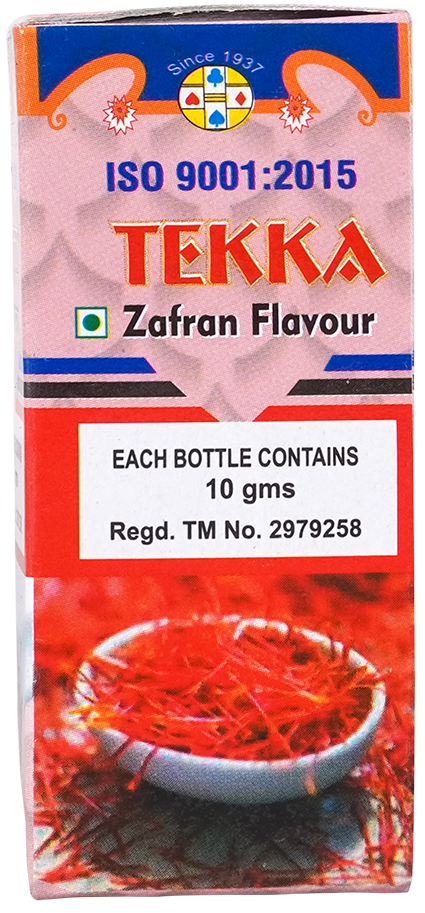 Since 1937
ISO 9001:2015
TEKKA
Zafran Flavour
EACH BOTTLE CONTAINS
10 gms
Regd. TM No. 2979258